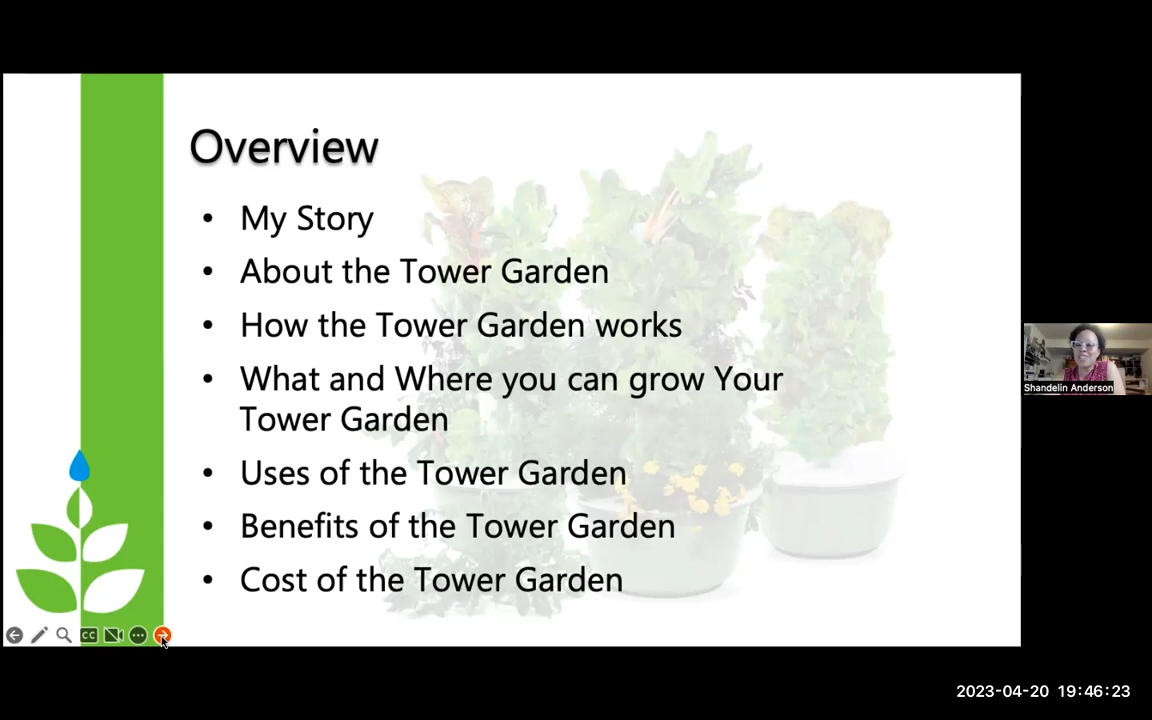 Overview
• My Story
• About the Tower Garden
• How the Tower Garden works
• What and Where you can grow Your
Tower Garden
• Uses of the Tower Garden
• Benefits of the Tower Garden
• Cost of the Tower Garden
CC
Shandelin Anderson
2023-04-20 19:46:23